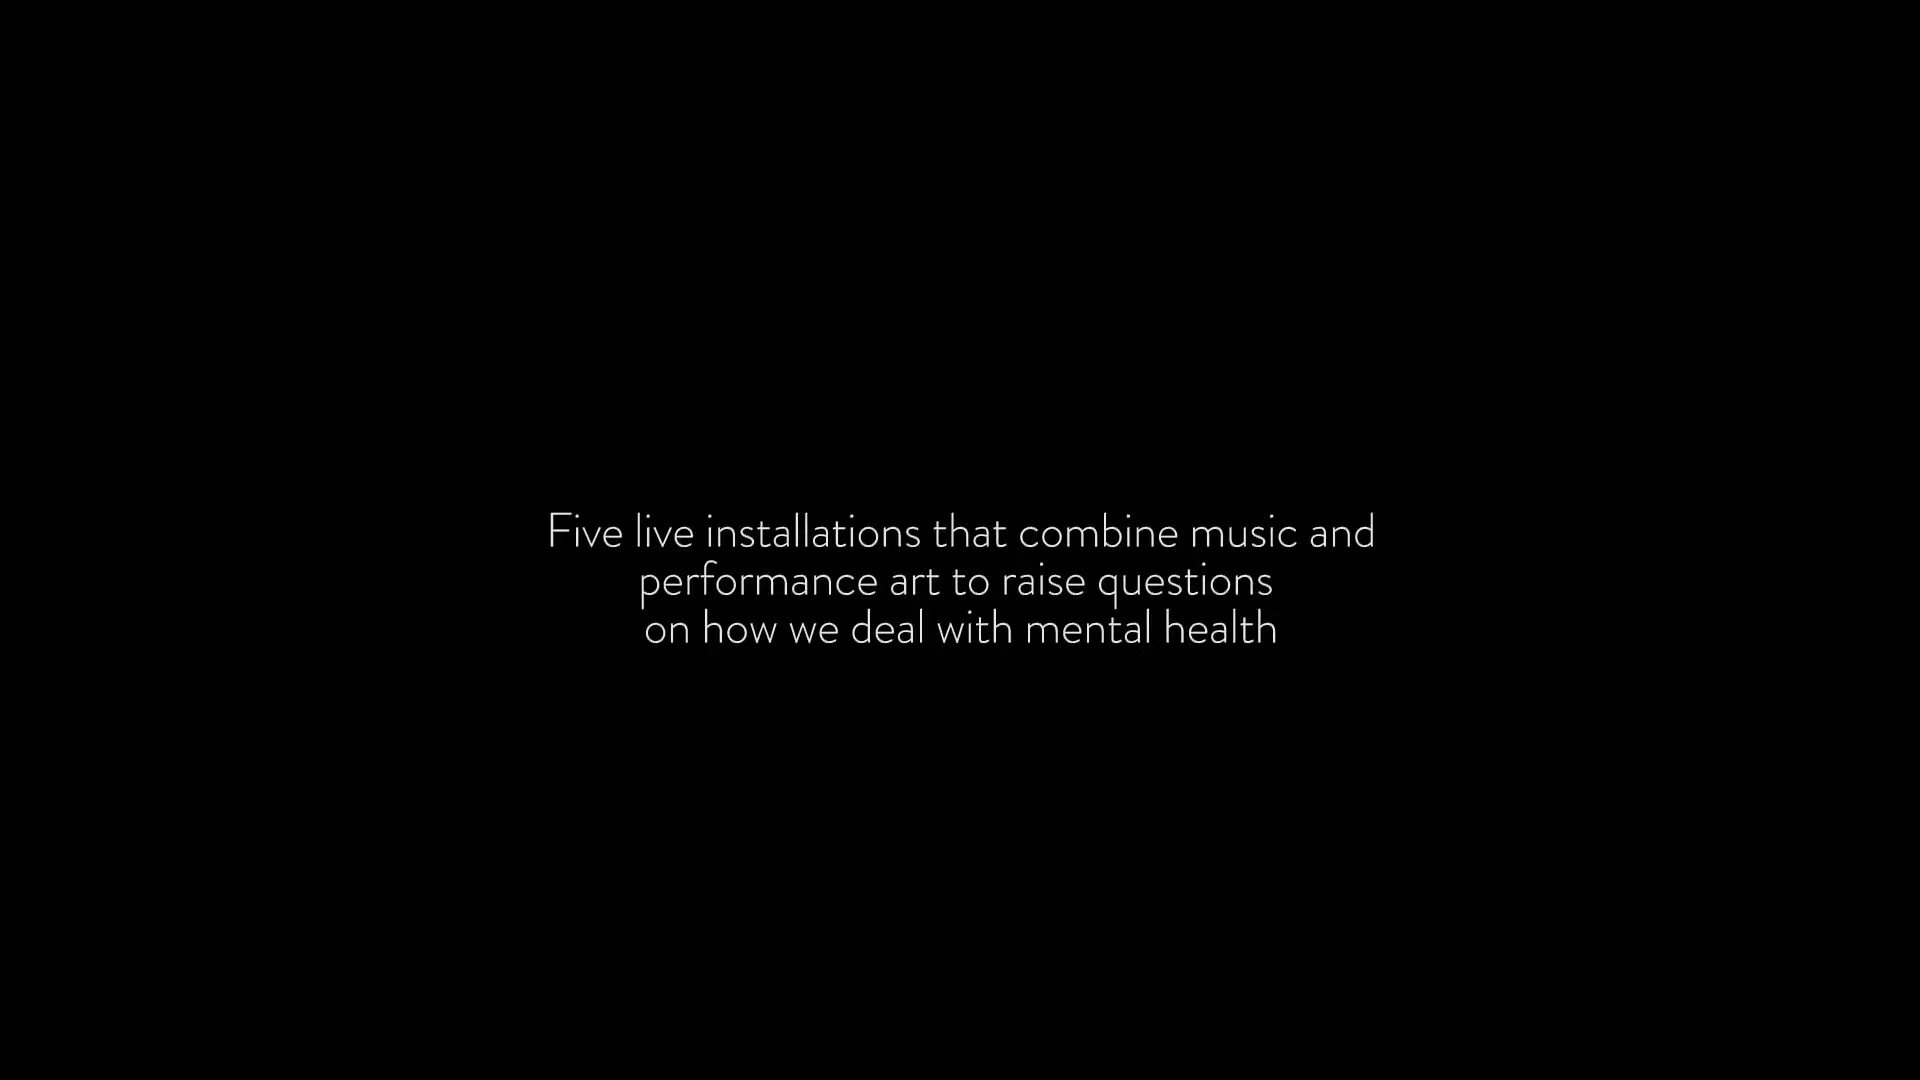 Five live installations that combine music and
performance art to raise questions
on how we deal with mental health